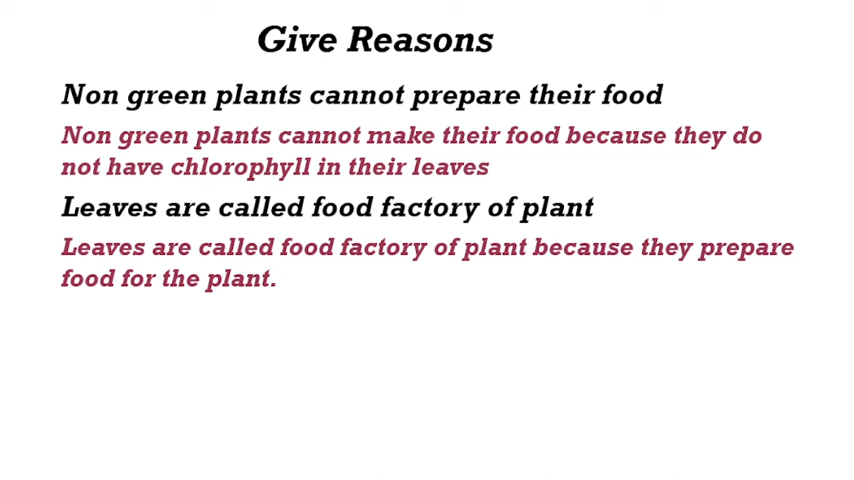 Give Reasons
Non green plants cannot prepare their food
Non green plants cannot make their food because they do
not have chlorophyll in their leaves
Leaves are called food factory of plant
Leaves are called food factory of plant because they prepare
food for the plant.